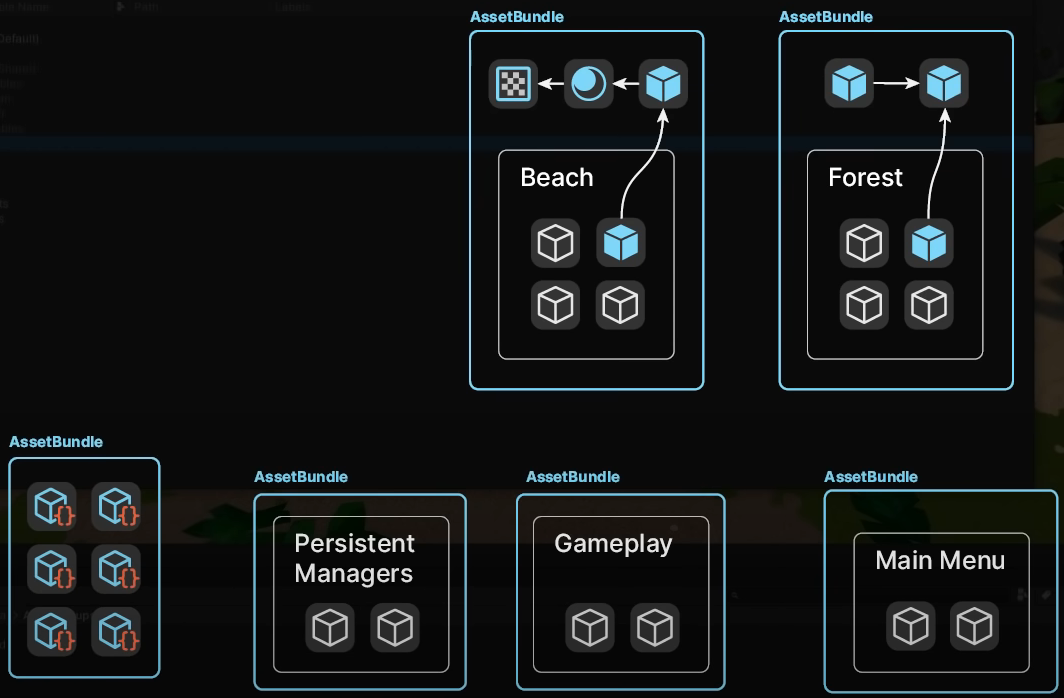 AssetBundle
AssetBundle
Beach
Forest
AssetBundle
AssetBundle
AssetBundle
AssetBundle
Persistent
Managers
Gameplay
Main Menu